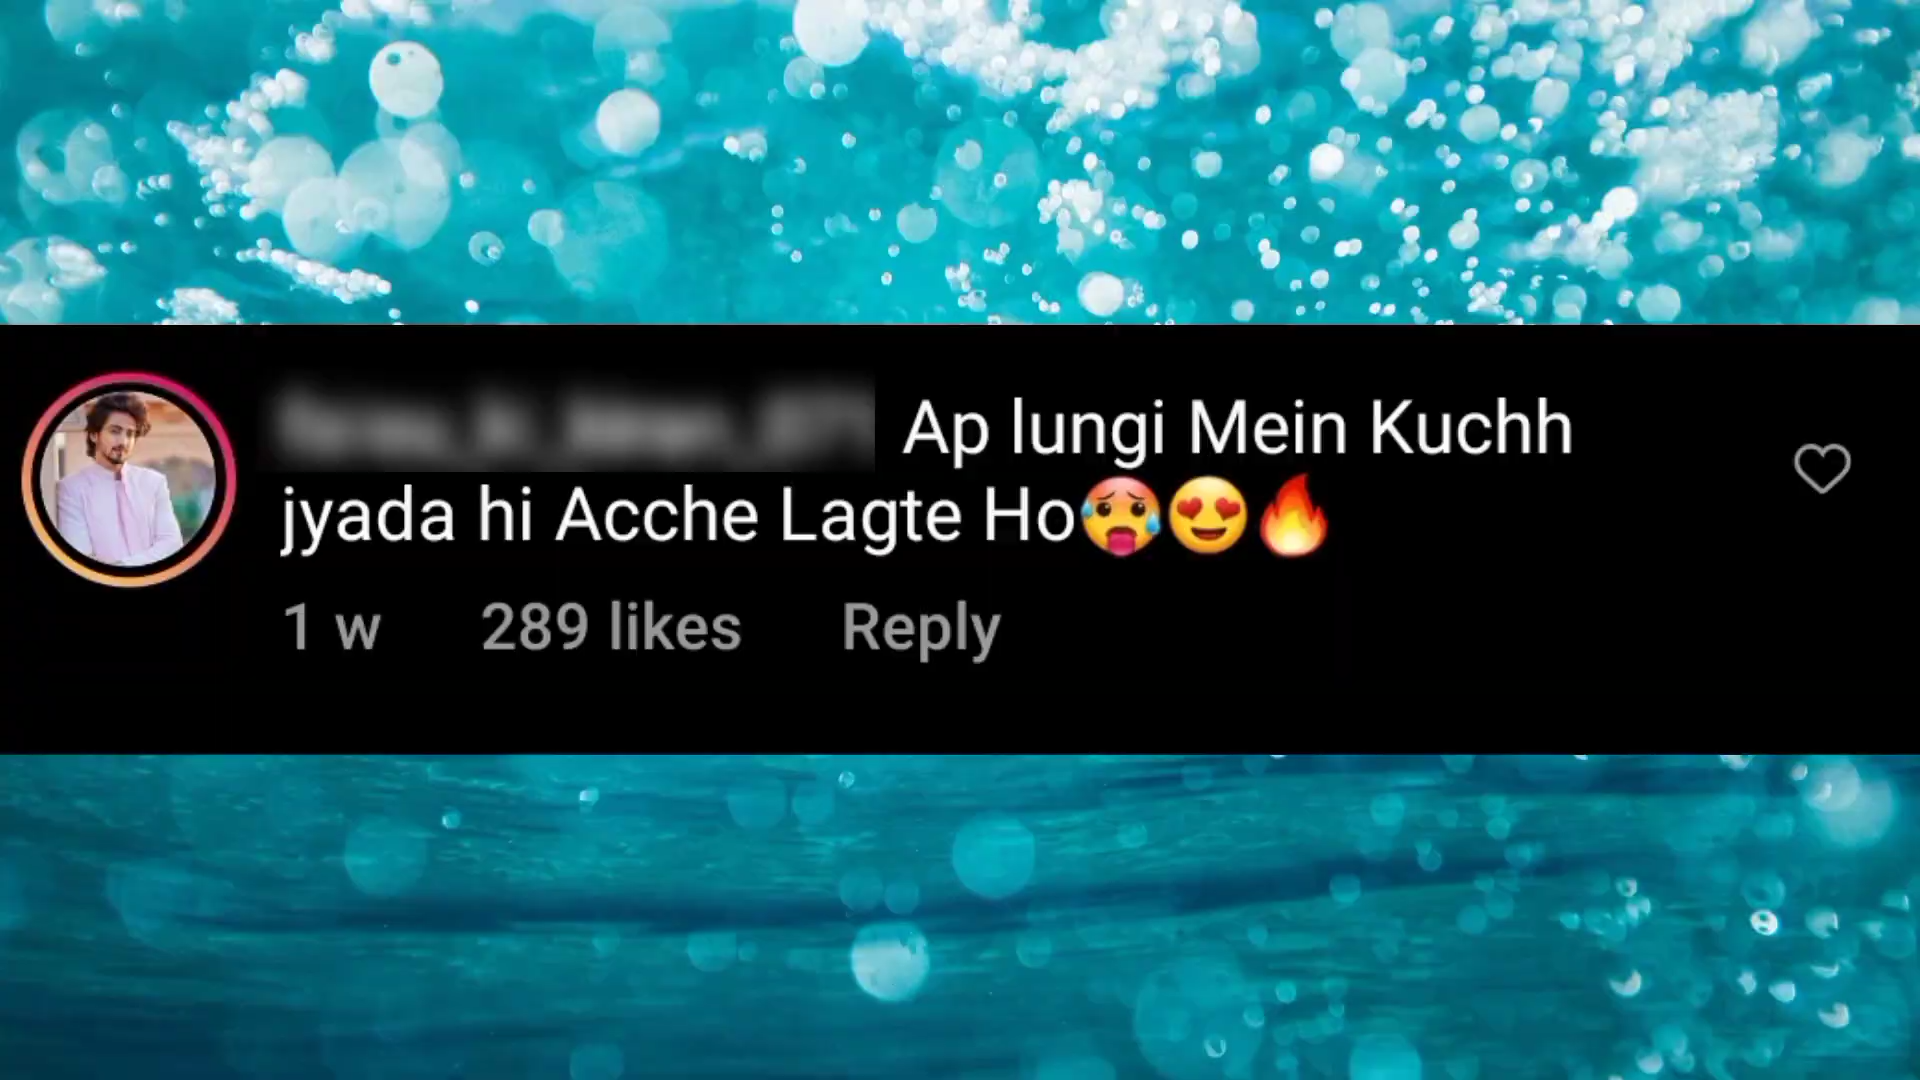 Ap lungi Mein Kuchh
jyada hi Acche Lagte Ho🥵😍🔥
1 w 289 likes Reply